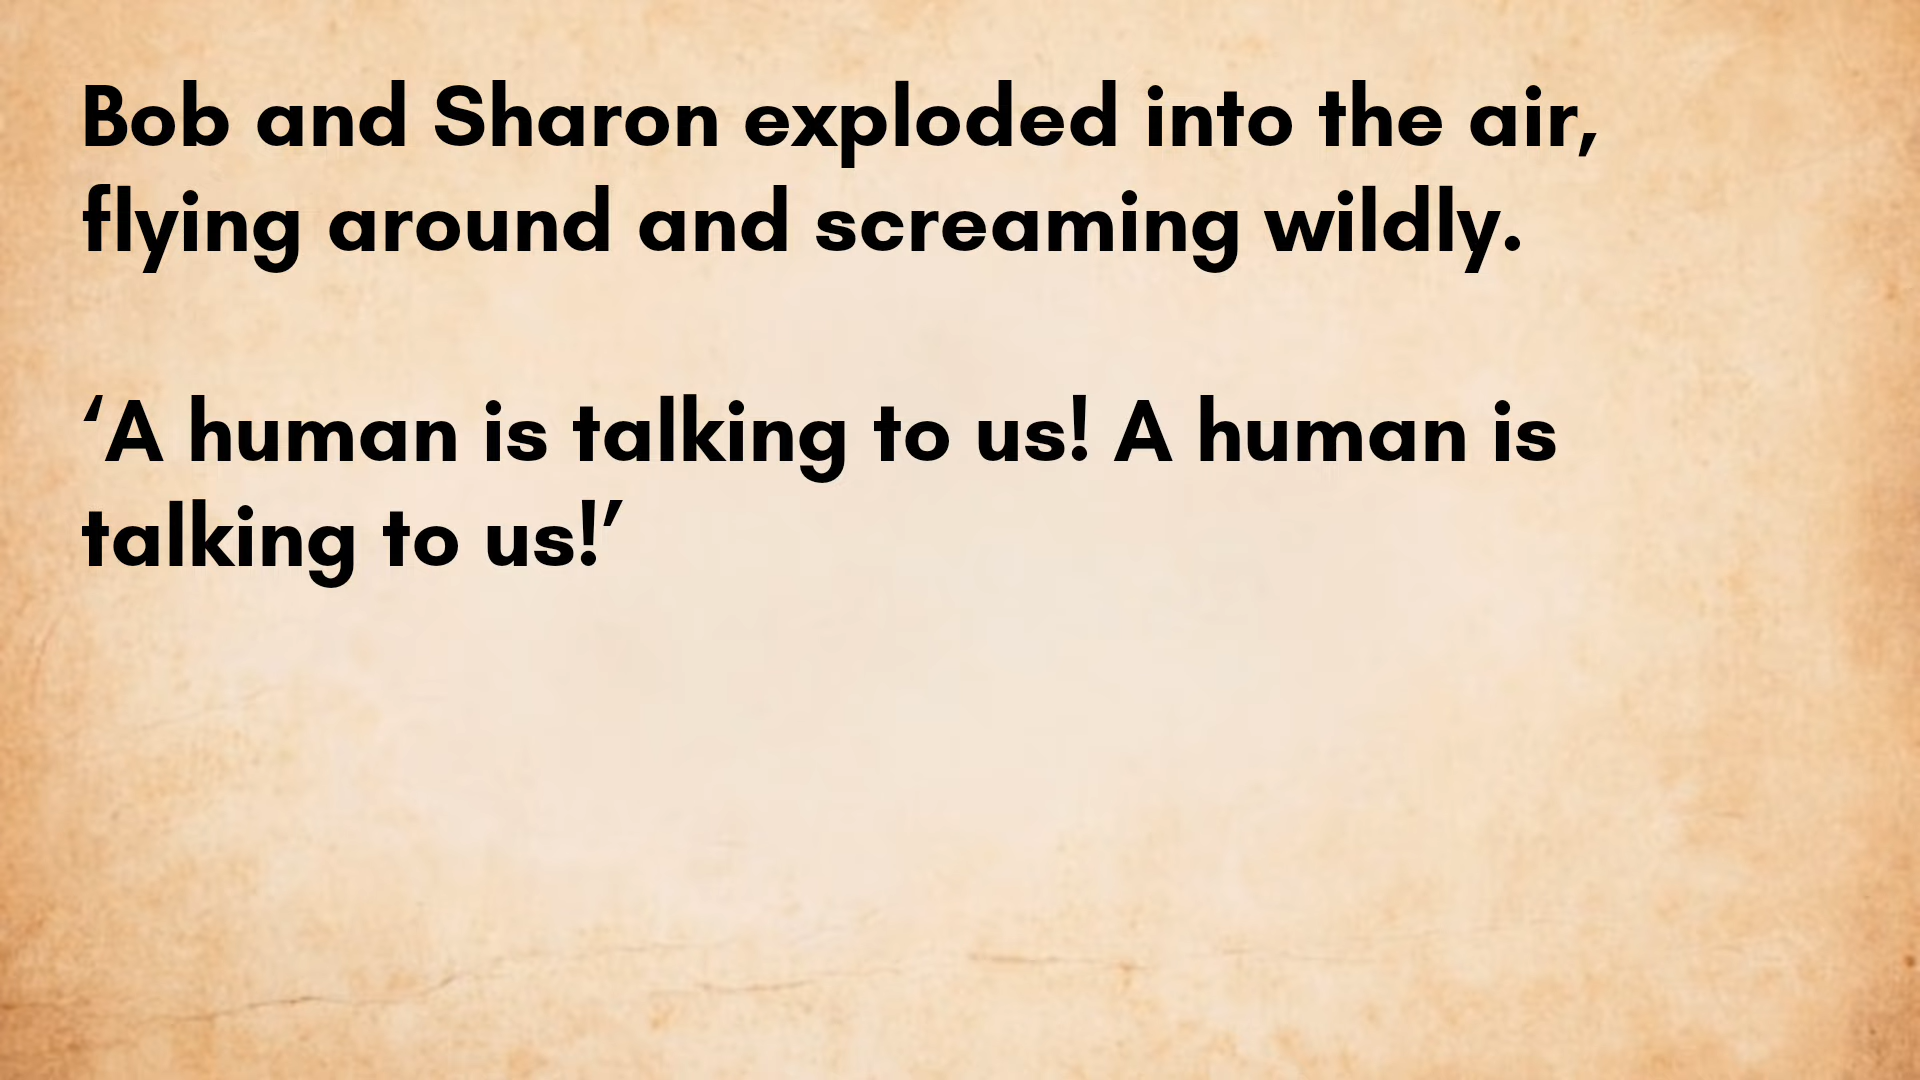 Bob and Sharon exploded into the air,
flying around and screaming wildly.
‘A human is talking to us! A human is
talking to us!’